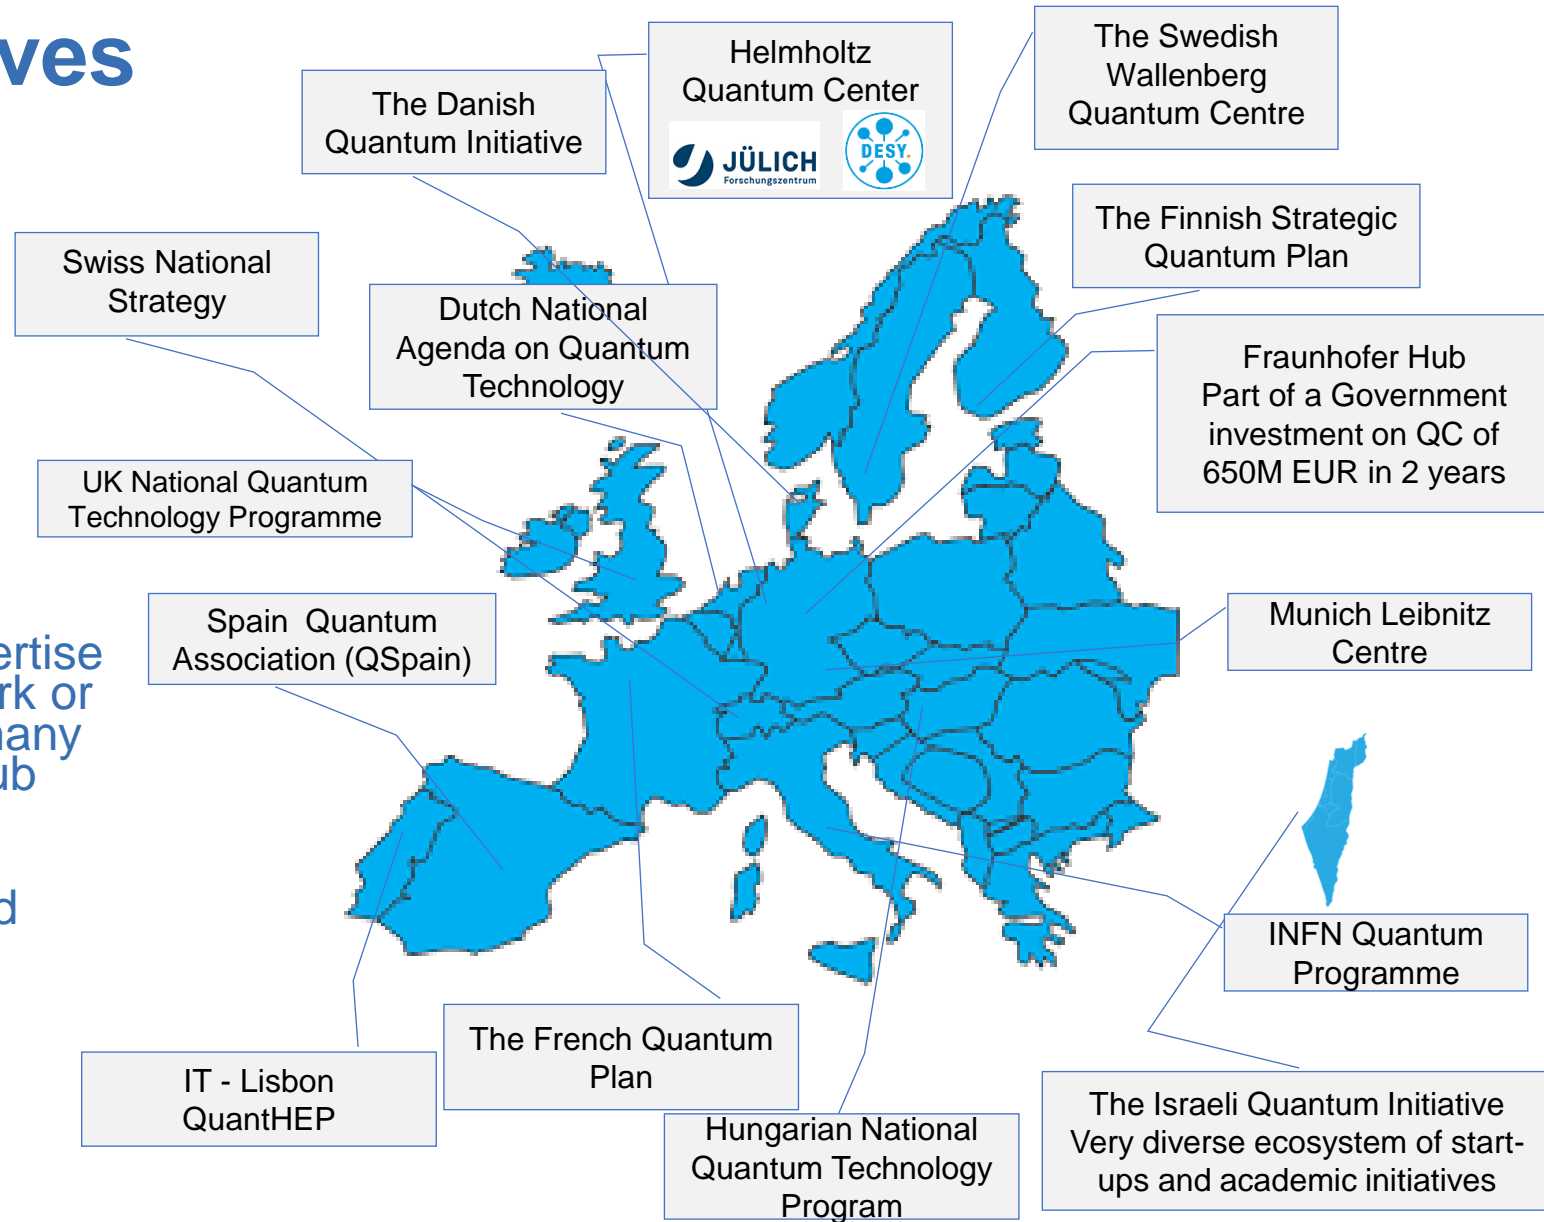 ves
Helmholtz
Quantum Center
JÜLICH
Forschungszentrum
DESY.
The Swedish
Wallenberg
Quantum Centre
The Danish
Quantum Initiative
The Finnish Strategic
Quantum Plan
Swiss National
Strategy
Dutch National
Agenda on Quantum
Technology
Fraunhofer Hub
Part of a Government
investment on QC of
650M EUR in 2 years
UK National Quantum
Technology Programme
Spain Quantum
Association (QSpain)
Munich Leibnitz
Centre
ertise
rk or
nany
ub
d
INFN Quantum
Programme
The French Quantum
Plan
IT - Lisbon
QuantHEP
Hungarian National
Quantum Technology
Program
The Israeli Quantum Initiative
Very diverse ecosystem of start-
ups and academic initiatives